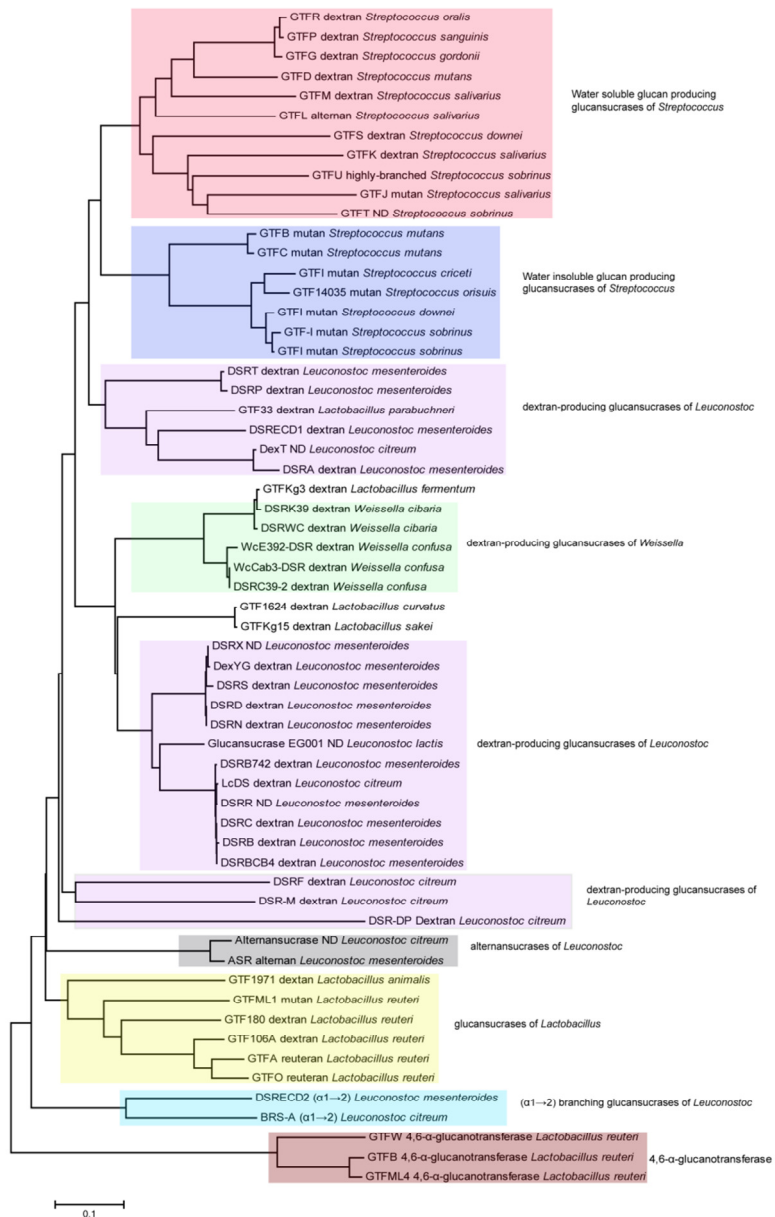 GTFR dextran Streptococcus oralis
GTFP dextran Streptococcus sanguinis
GTFG dextran Streptococcus gordonii
GTFD dextran Streptococcus mutans
GTFM dextran Streptococcus salivarius
GTFL alternan Streptococcus salivarius
GTFS dextran Streptococcus downei
GTFK dextran Streptococcus salivarius
GTFU highly-branched Streptococcus sobrinus
GTFJ mutan Streptococcus salivarius
GTFT ND Streptococcus sobrinus
Water soluble glucan producing
glucansucrases of Streptococcus
GTFB mutan Streptococcus mutans
GTFC mutan Streptococcus mutans
GTFI mutan Streptococcus criceti
GTF14035 mutan Streptococcus orisuis
GTFI mutan Streptococcus downei
GTF-I mutan Streptococcus sobrinus
GTFI mutan Streptococcus sobrinus
Water insoluble glucan producing
glucansucrases of Streptococcus
DSRT dextran Leuconostoc mesenteroides
DSRP dextran Leuconostoc mesenteroides
GTF33 dextran Lactobacillus parabuchneri
DSRECD1 dextran Leuconostoc mesenteroides
DexT ND Leuconostoc citreum
DSRA dextran Leuconostoc mesenteroides
dextran-producing glucansucrases of Leuconostoc
GTFKg3 dextran Lactobacillus fermentum
DSRK39 dextran Weissella cibaria
DSRWC dextran Weissella cibaria
WcE392-DSR dextran Weissella confusa
WcCab3-DSR dextran Weissella confusa
DSRC39-2 dextran Weissella confusa
dextran-producing glucansucrases of Weissella
GTF1624 dextran Lactobacillus curvatus
GTFKg15 dextran Lactobacillus sakei
DSRX ND Leuconostoc mesenteroides
DexYG dextran Leuconostoc mesenteroides
DSRS dextran Leuconostoc mesenteroides
DSRD dextran Leuconostoc mesenteroides
DSRN dextran Leuconostoc mesenteroides
Glucansucrase EG001 ND Leuconostoc lactis
DSRB742 dextran Leuconostoc mesenteroides
LcDS dextran Leuconostoc citreum
DSRR ND Leuconostoc mesenteroides
DSRC dextran Leuconostoc mesenteroides
DSRB dextran Leuconostoc mesenteroides
DSRBCB4 dextran Leuconostoc mesenteroides
dextran-producing glucansucrases of Leuconostoc
DSRF dextran Leuconostoc citreum
DSR-M dextran Leuconostoc citreum
DSR-DP Dextran Leuconostoc citreum
dextran-producing glucansucrases of
Leuconostoc
Alternansucrase ND Leuconostoc citreum
ASR alternan Leuconostoc mesenteroides
alternansucrases of Leuconostoc
GTF1971 dextan Lactobacillus animalis
GTFML1 mutan Lactobacillus reuteri
GTF180 dextran Lactobacillus reuteri
GTF106A dextran Lactobacillus reuteri
GTFA reuteran Lactobacillus reuteri
GTFO reuteran Lactobacillus reuteri
glucansucrases of Lactobacillus
DSRECD2 (α1→2) Leuconostoc mesenteroides
BRS-A (α1→2) Leuconostoc citreum
(α1→2) branching glucansucrases of Leuconostoc
GTFW 4,6-α-glucanotransferase Lactobacillus reuteri
GTFB 4,6-α-glucanotransferase Lactobacillus reuteri
GTFML4 4,6-α-glucanotransferase Lactobacillus reuteri
4,6-α-glucanotransferase
0.1